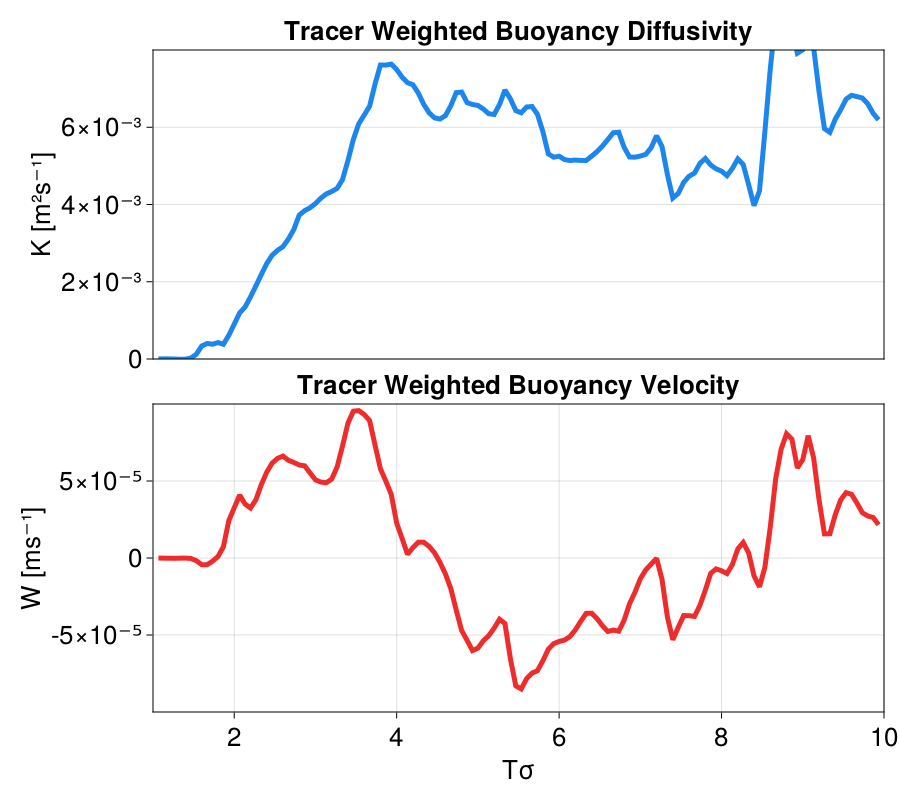 Tracer Weighted Buoyancy Diffusivity
K [m²s⁻¹]
6×10⁻³
4×10⁻³
2×10⁻³
0
Tracer Weighted Buoyancy Velocity
W [ms⁻¹]
5×10⁻⁵
0
-5×10⁻⁵
2 4 6 8 10
Tσ